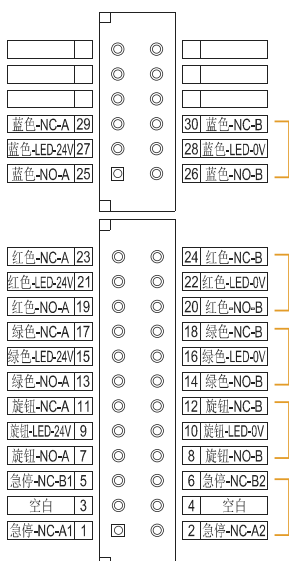 蓝色-NC-A 29 30 蓝色-NC-B
蓝色-LED-24V 27 28 蓝色-LED-0V
蓝色-NO-A 25 26 蓝色-NO-B
红色-NC-A 23 24 红色-NC-B
红色-LED-24V 21 22 红色-LED-0V
红色-NO-A 19 20 红色-NO-B
绿色-NC-A 17 18 绿色-NC-B
绿色-LED-24V 15 16 绿色-LED-0V
绿色-NO-A 13 14 绿色-NO-B
旋钮-NC-A 11 12 旋钮-NC-B
旋钮-LED-24V 9 10 旋钮-LED-0V
旋钮-NO-A 7 8 旋钮-NO-B
急停-NC-B1 5 6 急停-NC-B2
空白 3 4 空白
急停-NC-A1 1 2 急停-NC-A2